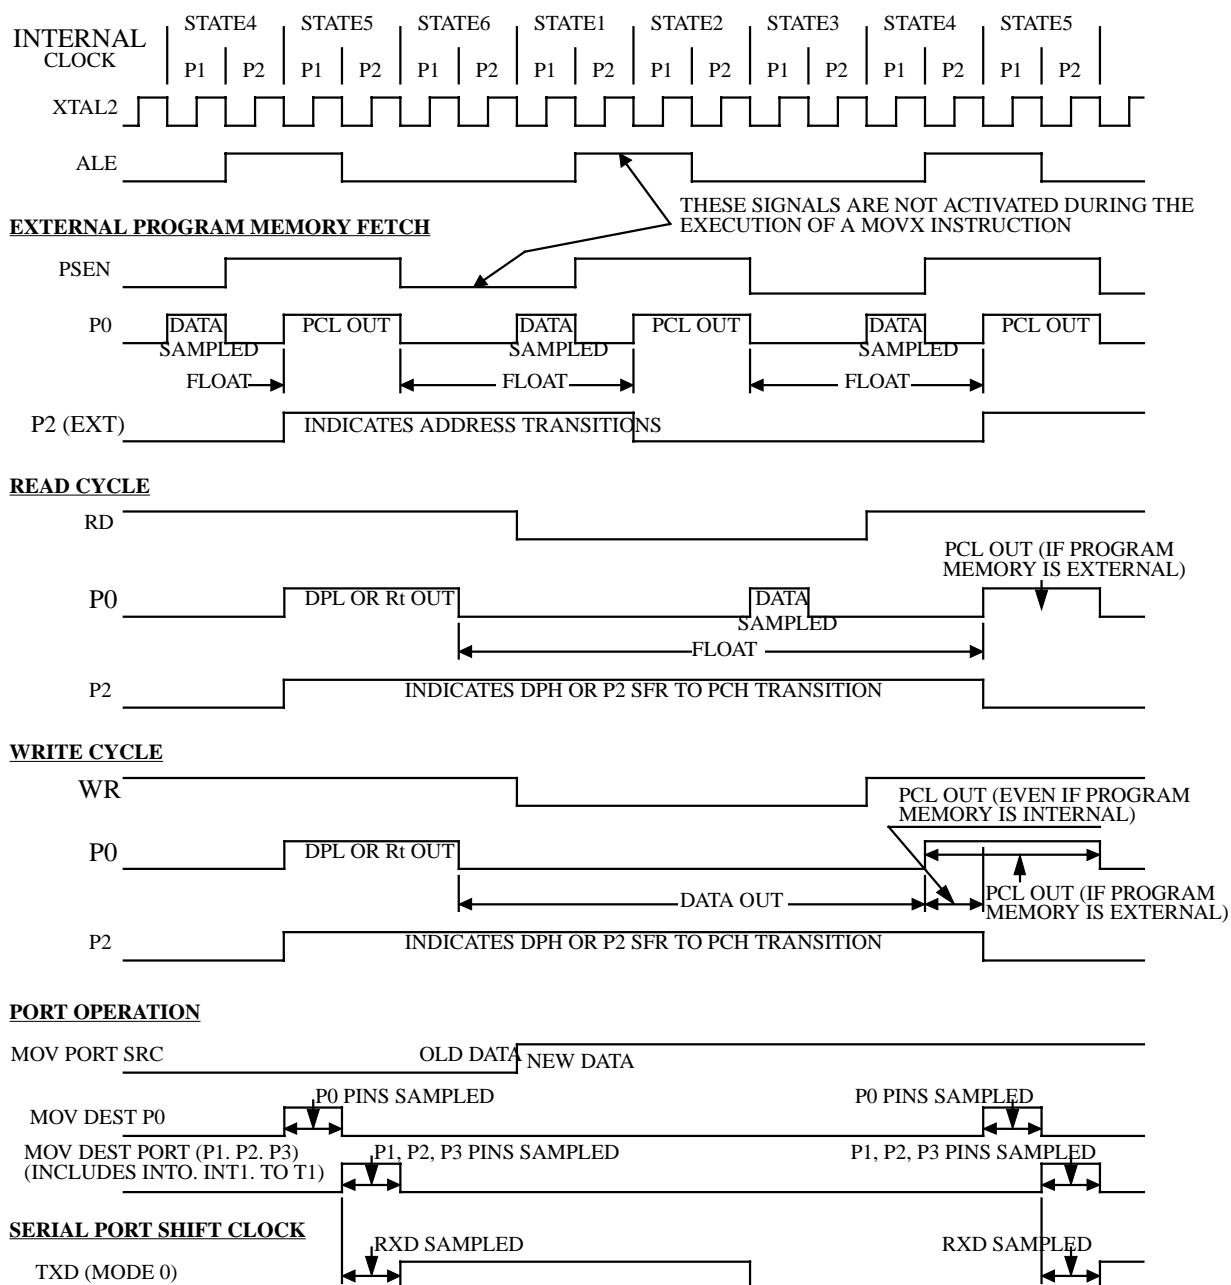 STATE4 STATE5 STATE6 STATE1 STATE2 STATE3 STATE4 STATE5
INTERNAL
CLOCK
P1 P2 P1 P2 P1 P2 P1 P2 P1 P2 P1 P2 P1 P2 P1 P2
XTAL2
ALE
THESE SIGNALS ARE NOT ACTIVATED DURING THE
EXECUTION OF A MOVX INSTRUCTION
EXTERNAL PROGRAM MEMORY FETCH
PSEN
P0 DATA PCL OUT DATA PCL OUT DATA PCL OUT
SAMPLED SAMPLED SAMPLED
FLOAT FLOAT FLOAT
P2 (EXT) INDICATES ADDRESS TRANSITIONS
READ CYCLE
RD
PCL OUT (IF PROGRAM
MEMORY IS EXTERNAL)
P0 DPL OR Rt OUT DATA
SAMPLED
FLOAT
P2 INDICATES DPH OR P2 SFR TO PCH TRANSITION
WRITE CYCLE
WR
PCL OUT (EVEN IF PROGRAM
MEMORY IS INTERNAL)
P0 DPL OR Rt OUT
DATA OUT
PCL OUT (IF PROGRAM
MEMORY IS EXTERNAL)
P2 INDICATES DPH OR P2 SFR TO PCH TRANSITION
PORT OPERATION
MOV PORT SRC OLD DATA NEW DATA
P0 PINS SAMPLED P0 PINS SAMPLED
MOV DEST P0
MOV DEST PORT (P1. P2. P3) P1, P2, P3 PINS SAMPLED P1, P2, P3 PINS SAMPLED
(INCLUDES INTO. INT1. TO T1)
SERIAL PORT SHIFT CLOCK
RXD SAMPLED RXD SAMPLED
TXD (MODE 0)